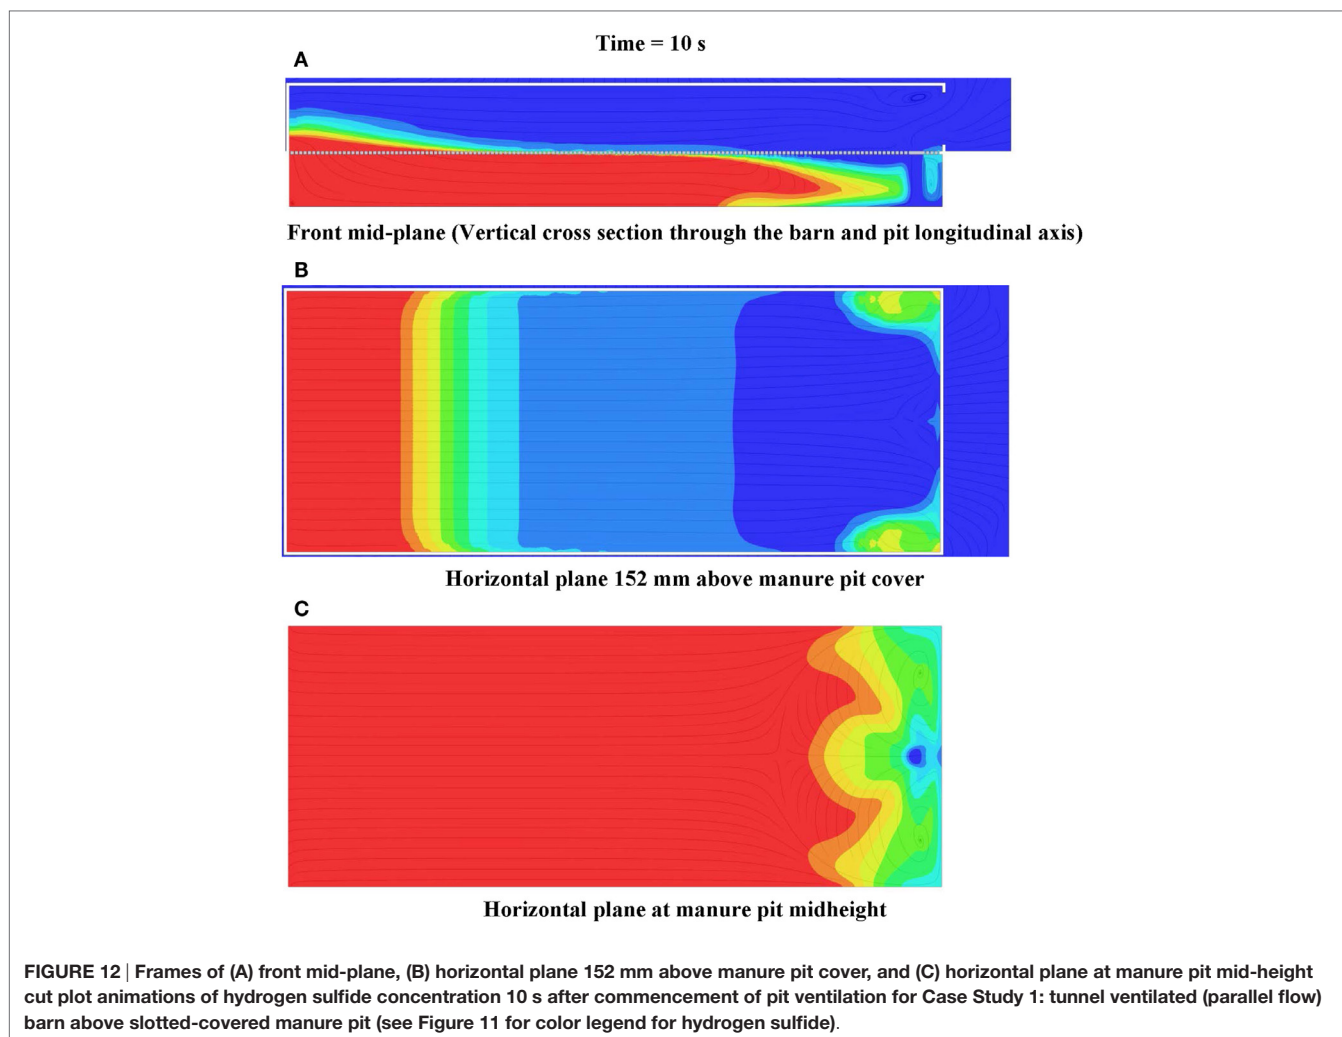 Time = 10 s
A
Front mid-plane (Vertical cross section through the barn and pit longitudinal axis)
B
Horizontal plane 152 mm above manure pit cover
C
Horizontal plane at manure pit midheight
FIGURE 12 | Frames of (A) front mid-plane, (B) horizontal plane 152 mm above manure pit cover, and (C) horizontal plane at manure pit mid-height
cut plot animations of hydrogen sulfide concentration 10 s after commencement of pit ventilation for Case Study 1: tunnel ventilated (parallel flow)
barn above slotted-covered manure pit (see Figure 11 for color legend for hydrogen sulfide).